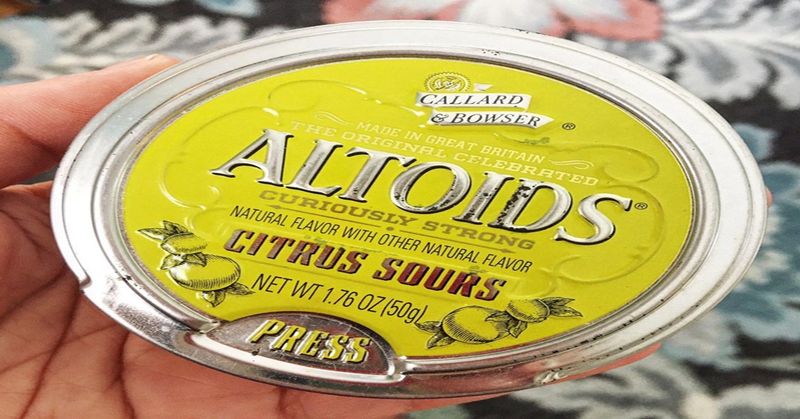 CALLARD
& BOWSER®
MADE IN GREAT BRITAIN
THE ORIGINAL CELEBRATED
ALTOIDS®
CURIOUSLY STRONG
NATURAL FLAVOR WITH OTHER NATURAL FLAVOR
CITRUS SOURS
NET WT 1.76 OZ (50g)
PRESS